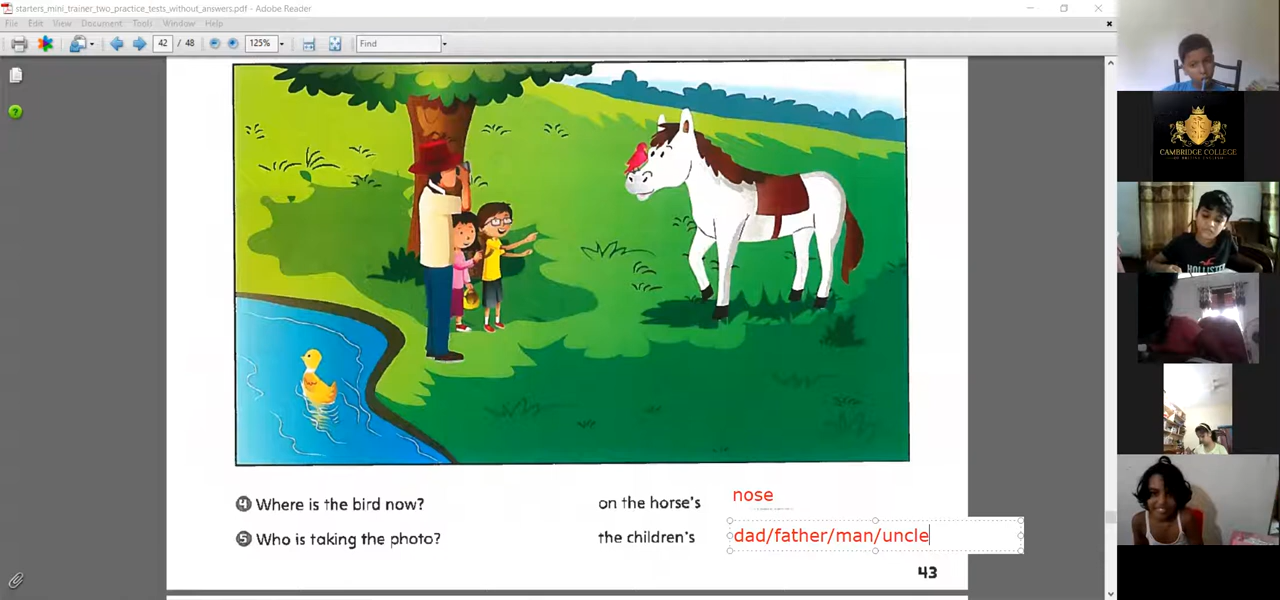 starters_mini_trainer_two_practice_tests_without_answers.pdf - Adobe Reader
File Edit View Document Tools Window Help
42 / 48 125% Find
4 Where is the bird now? on the horse's nose
5 Who is taking the photo? the children's dad/father/man/uncle
43
CAMBRIDGE COLLEGE
HOLLISTER